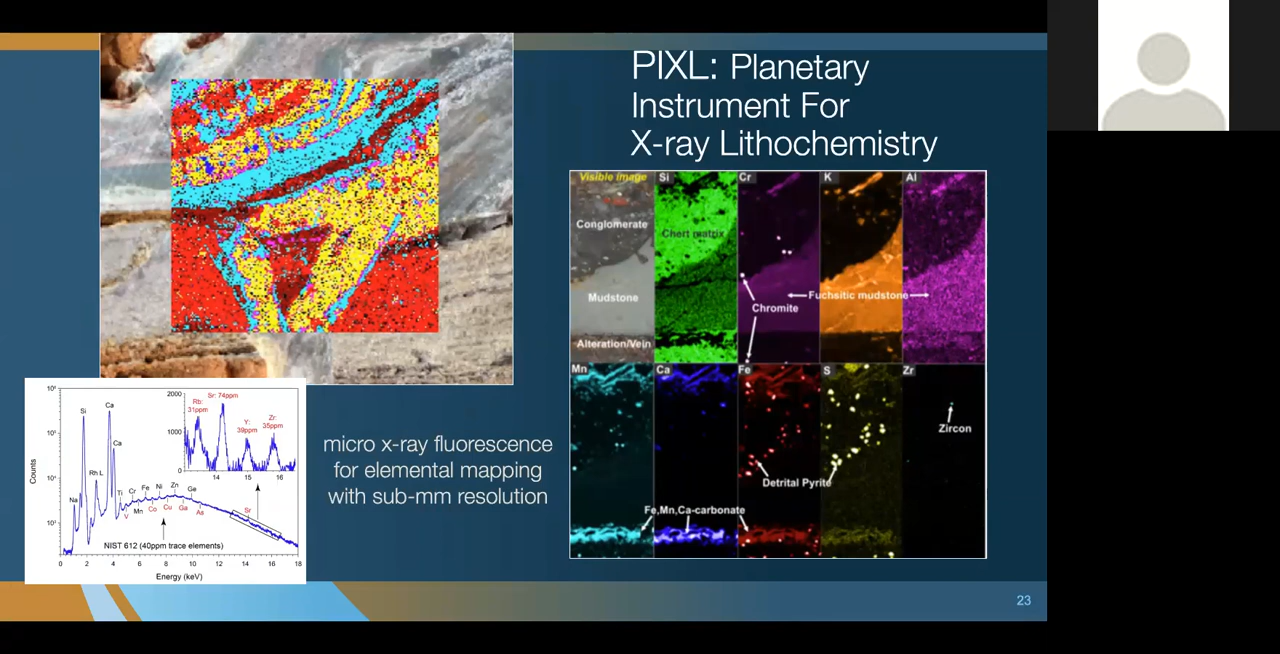 PIXL: Planetary
Instrument For
X-ray Lithochemistry
Visible image
Si
Cr
K
Al
Conglomerate
Chert matrix
Mudstone
Fuchsitic mudstone
Chromite
Alteration/Vein
Mn
Ca
Fe
S
Zr
Zircon
Detrital Pyrite
Fe,Mn,Ca-carbonate
micro x-ray fluorescence
for elemental mapping
with sub-mm resolution
Counts
Si
Ca
Ca
Rh L
Na
Ti
V
Cr
Mn
Fe
Co
Ni
Cu
Zn
Ga
Ge
As
Sr
2000
1000
0
Rb:
31ppm
Sr: 74ppm
Y:
39ppm
Zr:
35ppm
14 15 16
NIST 612 (40ppm trace elements)
0 2 4 6 8 10 12 14 16 18
Energy (keV)
23